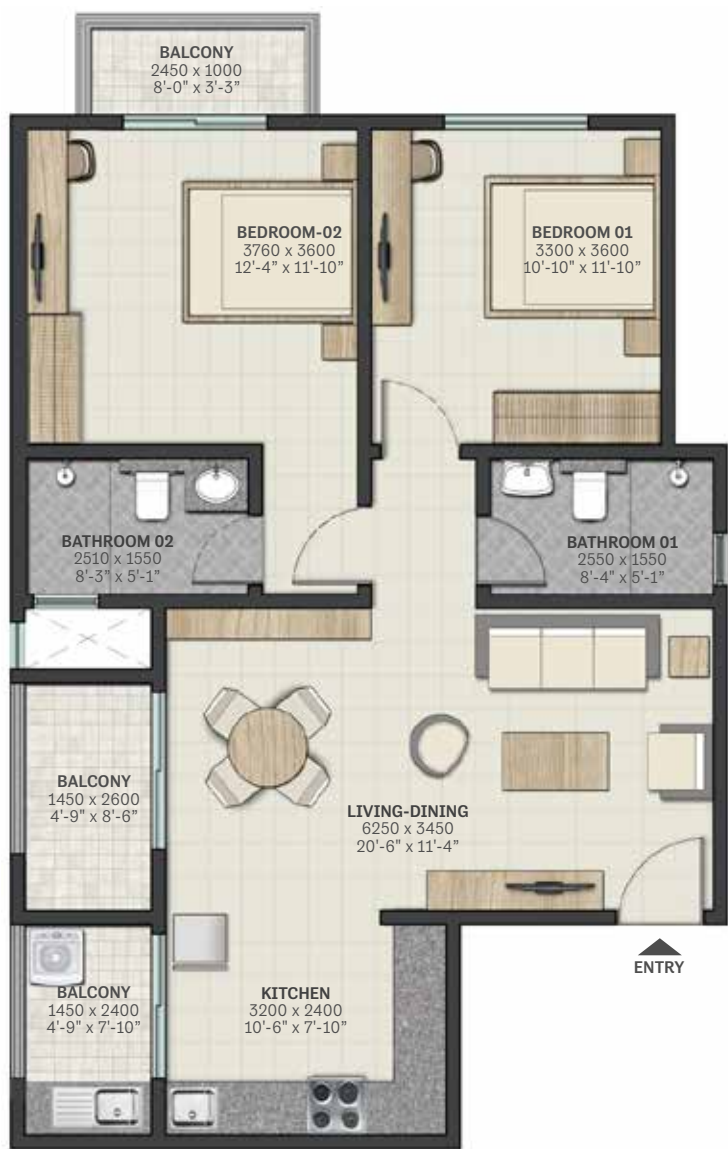 BALCONY
2450 x 1000
8'-0" x 3'-3"
BEDROOM-02
3760 x 3600
12'-4" x 11'-10"
BEDROOM 01
3300 x 3600
10'-10" x 11'-10"
BATHROOM 02
2510 x 1550
8'-3" x 5'-1"
BATHROOM 01
2550 x 1550
8'-4" x 5'-1"
BALCONY
1450 x 2600
4'-9" x 8'-6"
LIVING-DINING
6250 x 3450
20'-6" x 11'-4"
ENTRY
BALCONY
1450 x 2400
4'-9" x 7'-10"
KITCHEN
3200 x 2400
10'-6" x 7'-10"